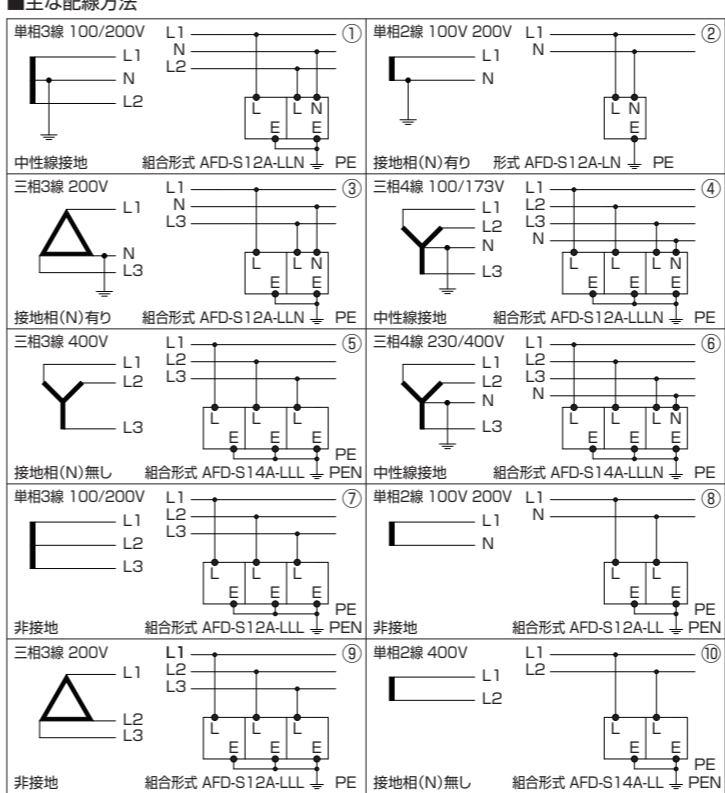 ■主な配線方法
単相3線 100/200V L1 ①
N
L2
L1
N
L2
L L N
E E
中性線接地 組合形式 AFD-S12A-LLN PE
単相2線 100V 200V L1 ②
N
L1
N
L N
E
接地相(N)有り 形式 AFD-S12A-LN PE
三相3線 200V L1 ③
N
L3
L1
N
L3
L L N
E E
接地相(N)有り 組合形式 AFD-S12A-LLN PE
三相4線 100/173V L1 ④
L2
L3
N
L1
L2
N
L3
L L L N
E E E
中性線接地 組合形式 AFD-S12A-LLLN PE
三相3線 400V L1 ⑤
L2
L3
L1
L2
L3
L L L
E E E
PE
接地相(N)無し 組合形式 AFD-S14A-LLL PEN
三相4線 230/400V L1 ⑥
L2
L3
N
L1
L2
N
L3
L L L N
E E E
中性線接地 組合形式 AFD-S14A-LLLN PE
単相3線 100/200V L1 ⑦
L2
L3
L1
L2
L3
L L L
E E E
PE
非接地 組合形式 AFD-S12A-LLL PEN
単相2線 100V 200V L1 ⑧
N
L1
N
L L
E E
PE
非接地 組合形式 AFD-S12A-LL PEN
三相3線 200V L1 ⑨
L2
L3
L1
L2
L3
L L L
E E E
非接地 組合形式 AFD-S12A-LLL PE
単相2線 400V L1 ⑩
L2
L1
L2
L L
E E
PE
接地相(N)無し 組合形式 AFD-S14A-LL PEN